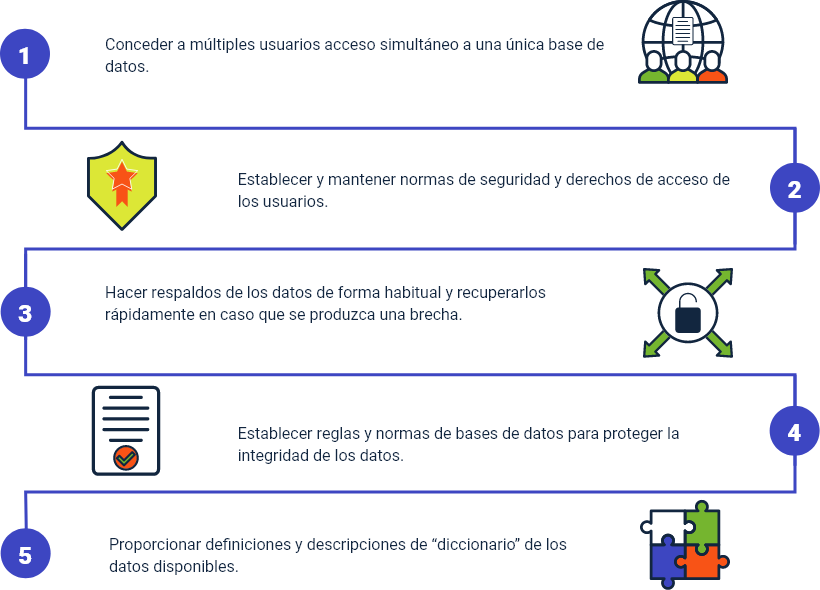 1
Conceder a múltiples usuarios acceso simultáneo a una única base de
datos.
Establecer y mantener normas de seguridad y derechos de acceso de
los usuarios.
2
3
Hacer respaldos de los datos de forma habitual y recuperarlos
rápidamente en caso que se produzca una brecha.
Establecer reglas y normas de bases de datos para proteger la
integridad de los datos.
4
5
Proporcionar definiciones y descripciones de “diccionario” de los
datos disponibles.